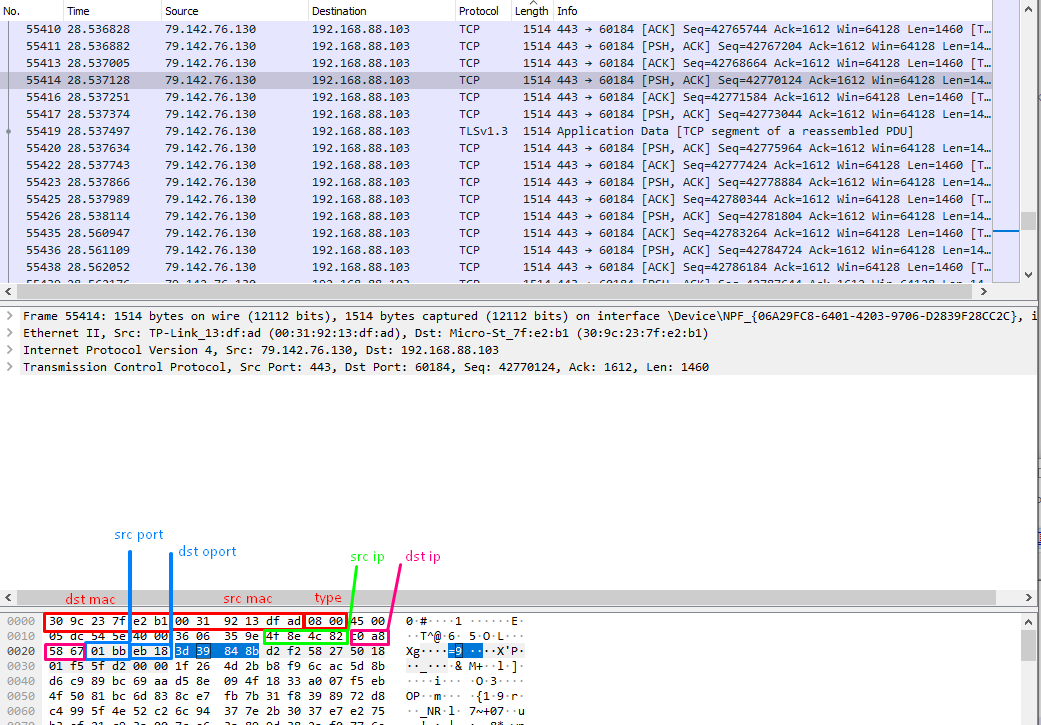 No. Time Source Destination Protocol Length Info
55410 28.536828 79.142.76.130 192.168.88.103 TCP 1514 443 → 60184 [ACK] Seq=42765744 Ack=1612 Win=64128 Len=1460 [T…
55411 28.536882 79.142.76.130 192.168.88.103 TCP 1514 443 → 60184 [PSH, ACK] Seq=42767204 Ack=1612 Win=64128 Len=14…
55413 28.537005 79.142.76.130 192.168.88.103 TCP 1514 443 → 60184 [ACK] Seq=42768664 Ack=1612 Win=64128 Len=1460 [T…
55414 28.537128 79.142.76.130 192.168.88.103 TCP 1514 443 → 60184 [PSH, ACK] Seq=42770124 Ack=1612 Win=64128 Len=14…
55416 28.537251 79.142.76.130 192.168.88.103 TCP 1514 443 → 60184 [ACK] Seq=42771584 Ack=1612 Win=64128 Len=1460 [T…
55417 28.537374 79.142.76.130 192.168.88.103 TCP 1514 443 → 60184 [PSH, ACK] Seq=42773044 Ack=1612 Win=64128 Len=14…
55419 28.537497 79.142.76.130 192.168.88.103 TLSv1.3 1514 Application Data [TCP segment of a reassembled PDU]
55420 28.537634 79.142.76.130 192.168.88.103 TCP 1514 443 → 60184 [PSH, ACK] Seq=42775964 Ack=1612 Win=64128 Len=14…
55422 28.537743 79.142.76.130 192.168.88.103 TCP 1514 443 → 60184 [ACK] Seq=42777424 Ack=1612 Win=64128 Len=1460 [T…
55423 28.537866 79.142.76.130 192.168.88.103 TCP 1514 443 → 60184 [PSH, ACK] Seq=42778884 Ack=1612 Win=64128 Len=14…
55425 28.537989 79.142.76.130 192.168.88.103 TCP 1514 443 → 60184 [ACK] Seq=42780344 Ack=1612 Win=64128 Len=1460 [T…
55426 28.538114 79.142.76.130 192.168.88.103 TCP 1514 443 → 60184 [PSH, ACK] Seq=42781804 Ack=1612 Win=64128 Len=14…
55435 28.560947 79.142.76.130 192.168.88.103 TCP 1514 443 → 60184 [ACK] Seq=42783264 Ack=1612 Win=64128 Len=1460 [T…
55436 28.561109 79.142.76.130 192.168.88.103 TCP 1514 443 → 60184 [PSH, ACK] Seq=42784724 Ack=1612 Win=64128 Len=14…
55438 28.562052 79.142.76.130 192.168.88.103 TCP 1514 443 → 60184 [ACK] Seq=42786184 Ack=1612 Win=64128 Len=1460 [T…
Frame 55414: 1514 bytes on wire (12112 bits), 1514 bytes captured (12112 bits) on interface \Device\NPF_{06A29FC8-6401-4203-9706-D2839F28CC2C}, i
Ethernet II, Src: TP-Link_13:df:ad (00:31:92:13:df:ad), Dst: Micro-St_7f:e2:b1 (30:9c:23:7f:e2:b1)
Internet Protocol Version 4, Src: 79.142.76.130, Dst: 192.168.88.103
Transmission Control Protocol, Src Port: 443, Dst Port: 60184, Seq: 42770124, Ack: 1612, Len: 1460
src port
dst oport
src ip
dst ip
dst mac src mac type
0000 30 9c 23 7f e2 b1 00 31 92 13 df ad 08 00 45 00 0·#····1 ······E·
0010 05 dc 54 5e 40 00 36 06 35 9e 4f 8e 4c 82 c0 a8 ··T^@·6· 5·O·L···
0020 58 67 01 bb eb 18 3d 39 84 8b d2 f2 58 27 50 18 Xg····=9 ····X'P·
0030 01 f5 5f d2 00 00 1f 26 4d 2b b8 f9 6c ac 5d 8b ··_····& M+··l·]·
0040 d6 c9 89 bc 69 aa d5 8e 09 4f 18 33 a0 07 f5 eb ····i··· ·O·3····
0050 4f 50 81 bc 6d 83 8c e7 fb 7b 31 f8 39 89 72 d8 OP··m··· ·{1·9·r·
0060 c4 99 5f 4e 52 c2 6c 94 37 7e 2b 30 37 e7 e2 75 ··_NR·l· 7~+07··u